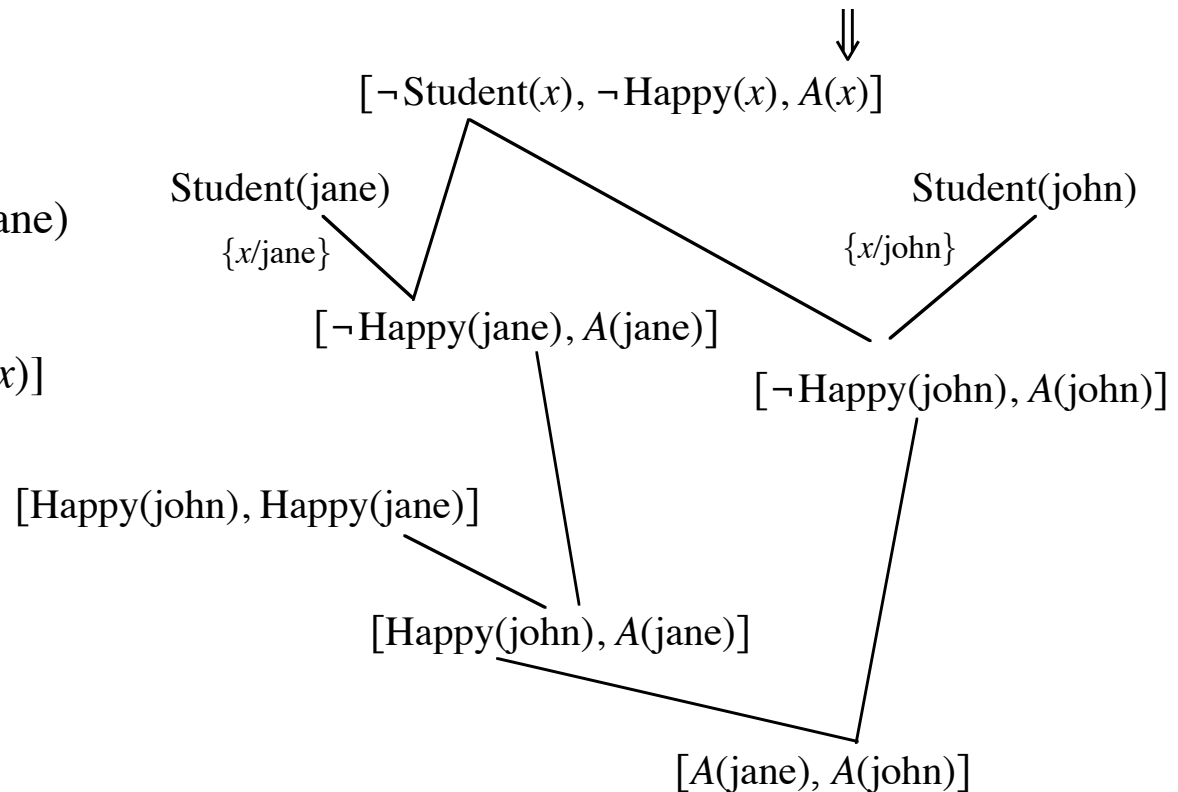 ⇓
[¬Student(x), ¬Happy(x), A(x)]
Student(jane)
Student(john)
ane)
{x/jane}
{x/john}
[¬Happy(jane), A(jane)]
x)]
[¬Happy(john), A(john)]
[Happy(john), Happy(jane)]
[Happy(john), A(jane)]
[A(jane), A(john)]